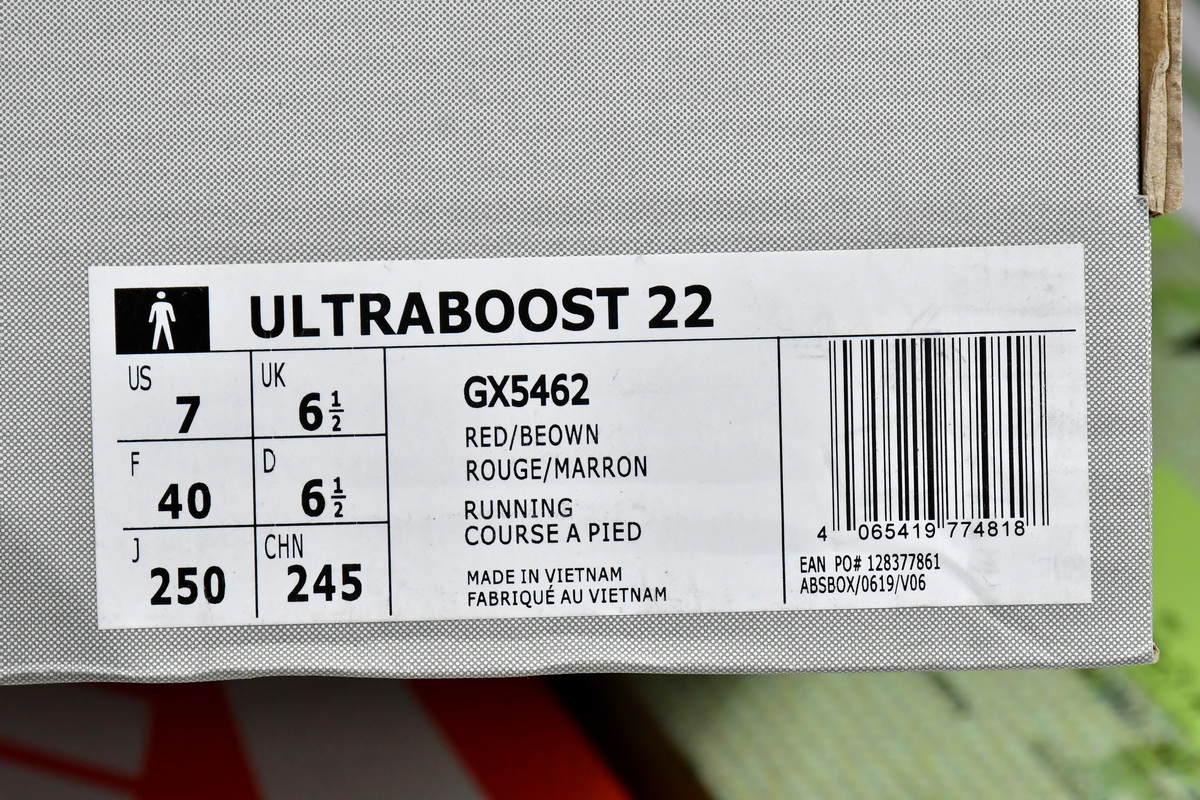 ULTRABOOST 22
US
7
UK
6 1/2
F
40
D
6 1/2
J
250
CHN
245
GX5462
RED/BEOWN
ROUGE/MARRON
RUNNING
COURSE A PIED
MADE IN VIETNAM
FABRIQUÉ AU VIETNAM
4 065419 774818
EAN PO# 128377861
ABSBOX/0619/V06